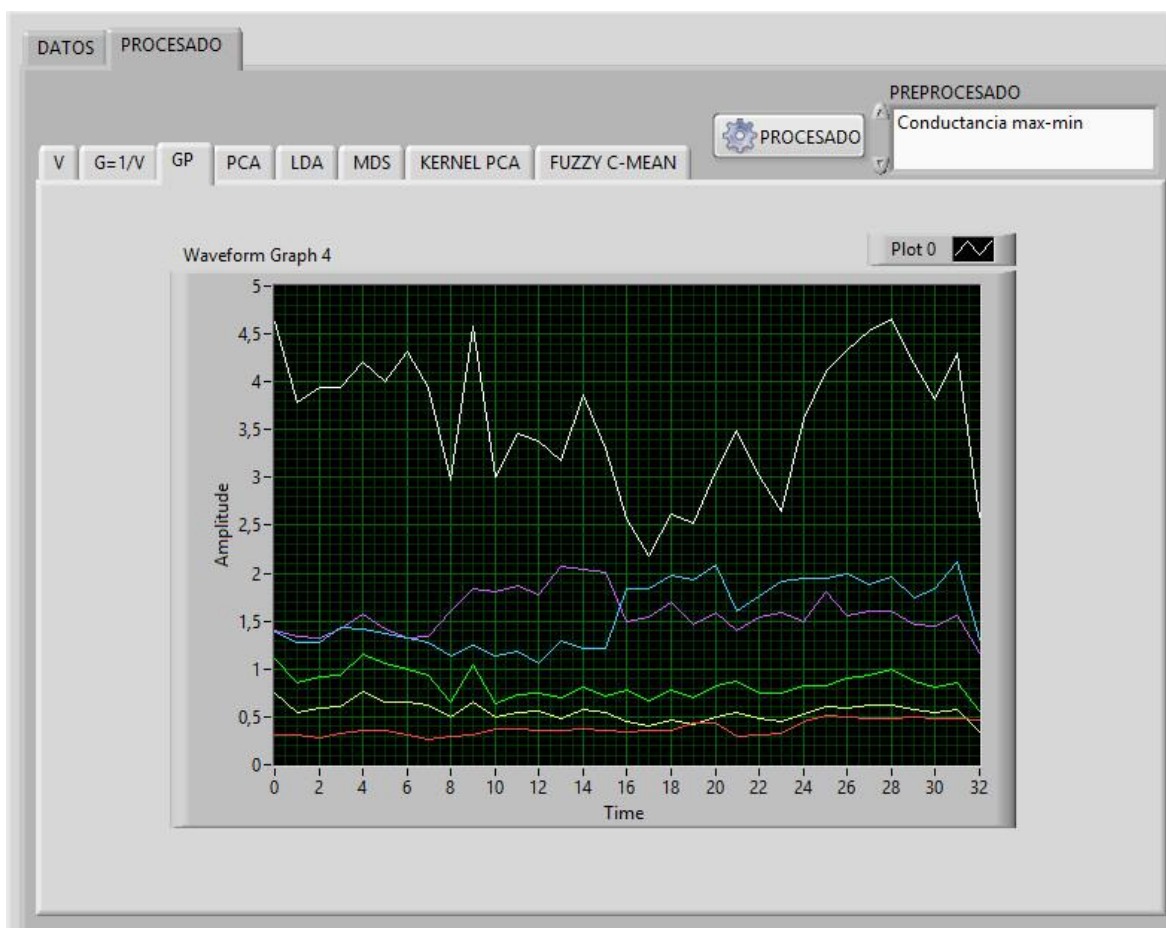 DATOS PROCESADO
PREPROCESADO
PROCESADO
Conductancia max-min
V G=1/V GP PCA LDA MDS KERNEL PCA FUZZY C-MEAN
Waveform Graph 4
Plot 0
5
4,5
4
3,5
3
2,5
2
1,5
1
0,5
0
Amplitude
0 2 4 6 8 10 12 14 16 18 20 22 24 26 28 30 32
Time